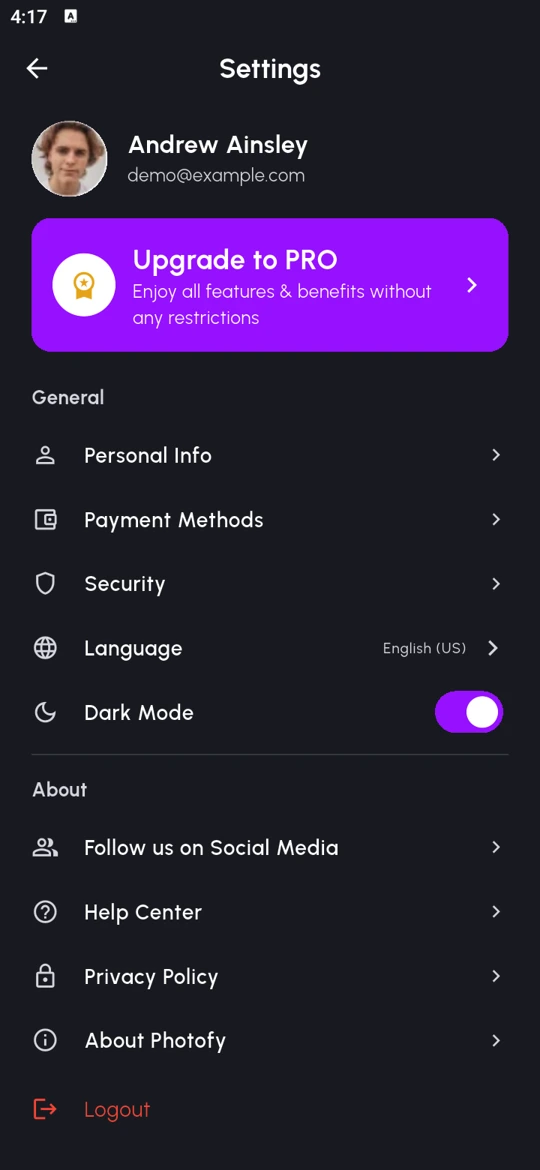 4:17
Settings
Andrew Ainsley
demo@example.com
Upgrade to PRO
Enjoy all features & benefits without
any restrictions
General
Personal Info
Payment Methods
Security
Language English (US)
Dark Mode
About
Follow us on Social Media
Help Center
Privacy Policy
About Photofy
Logout